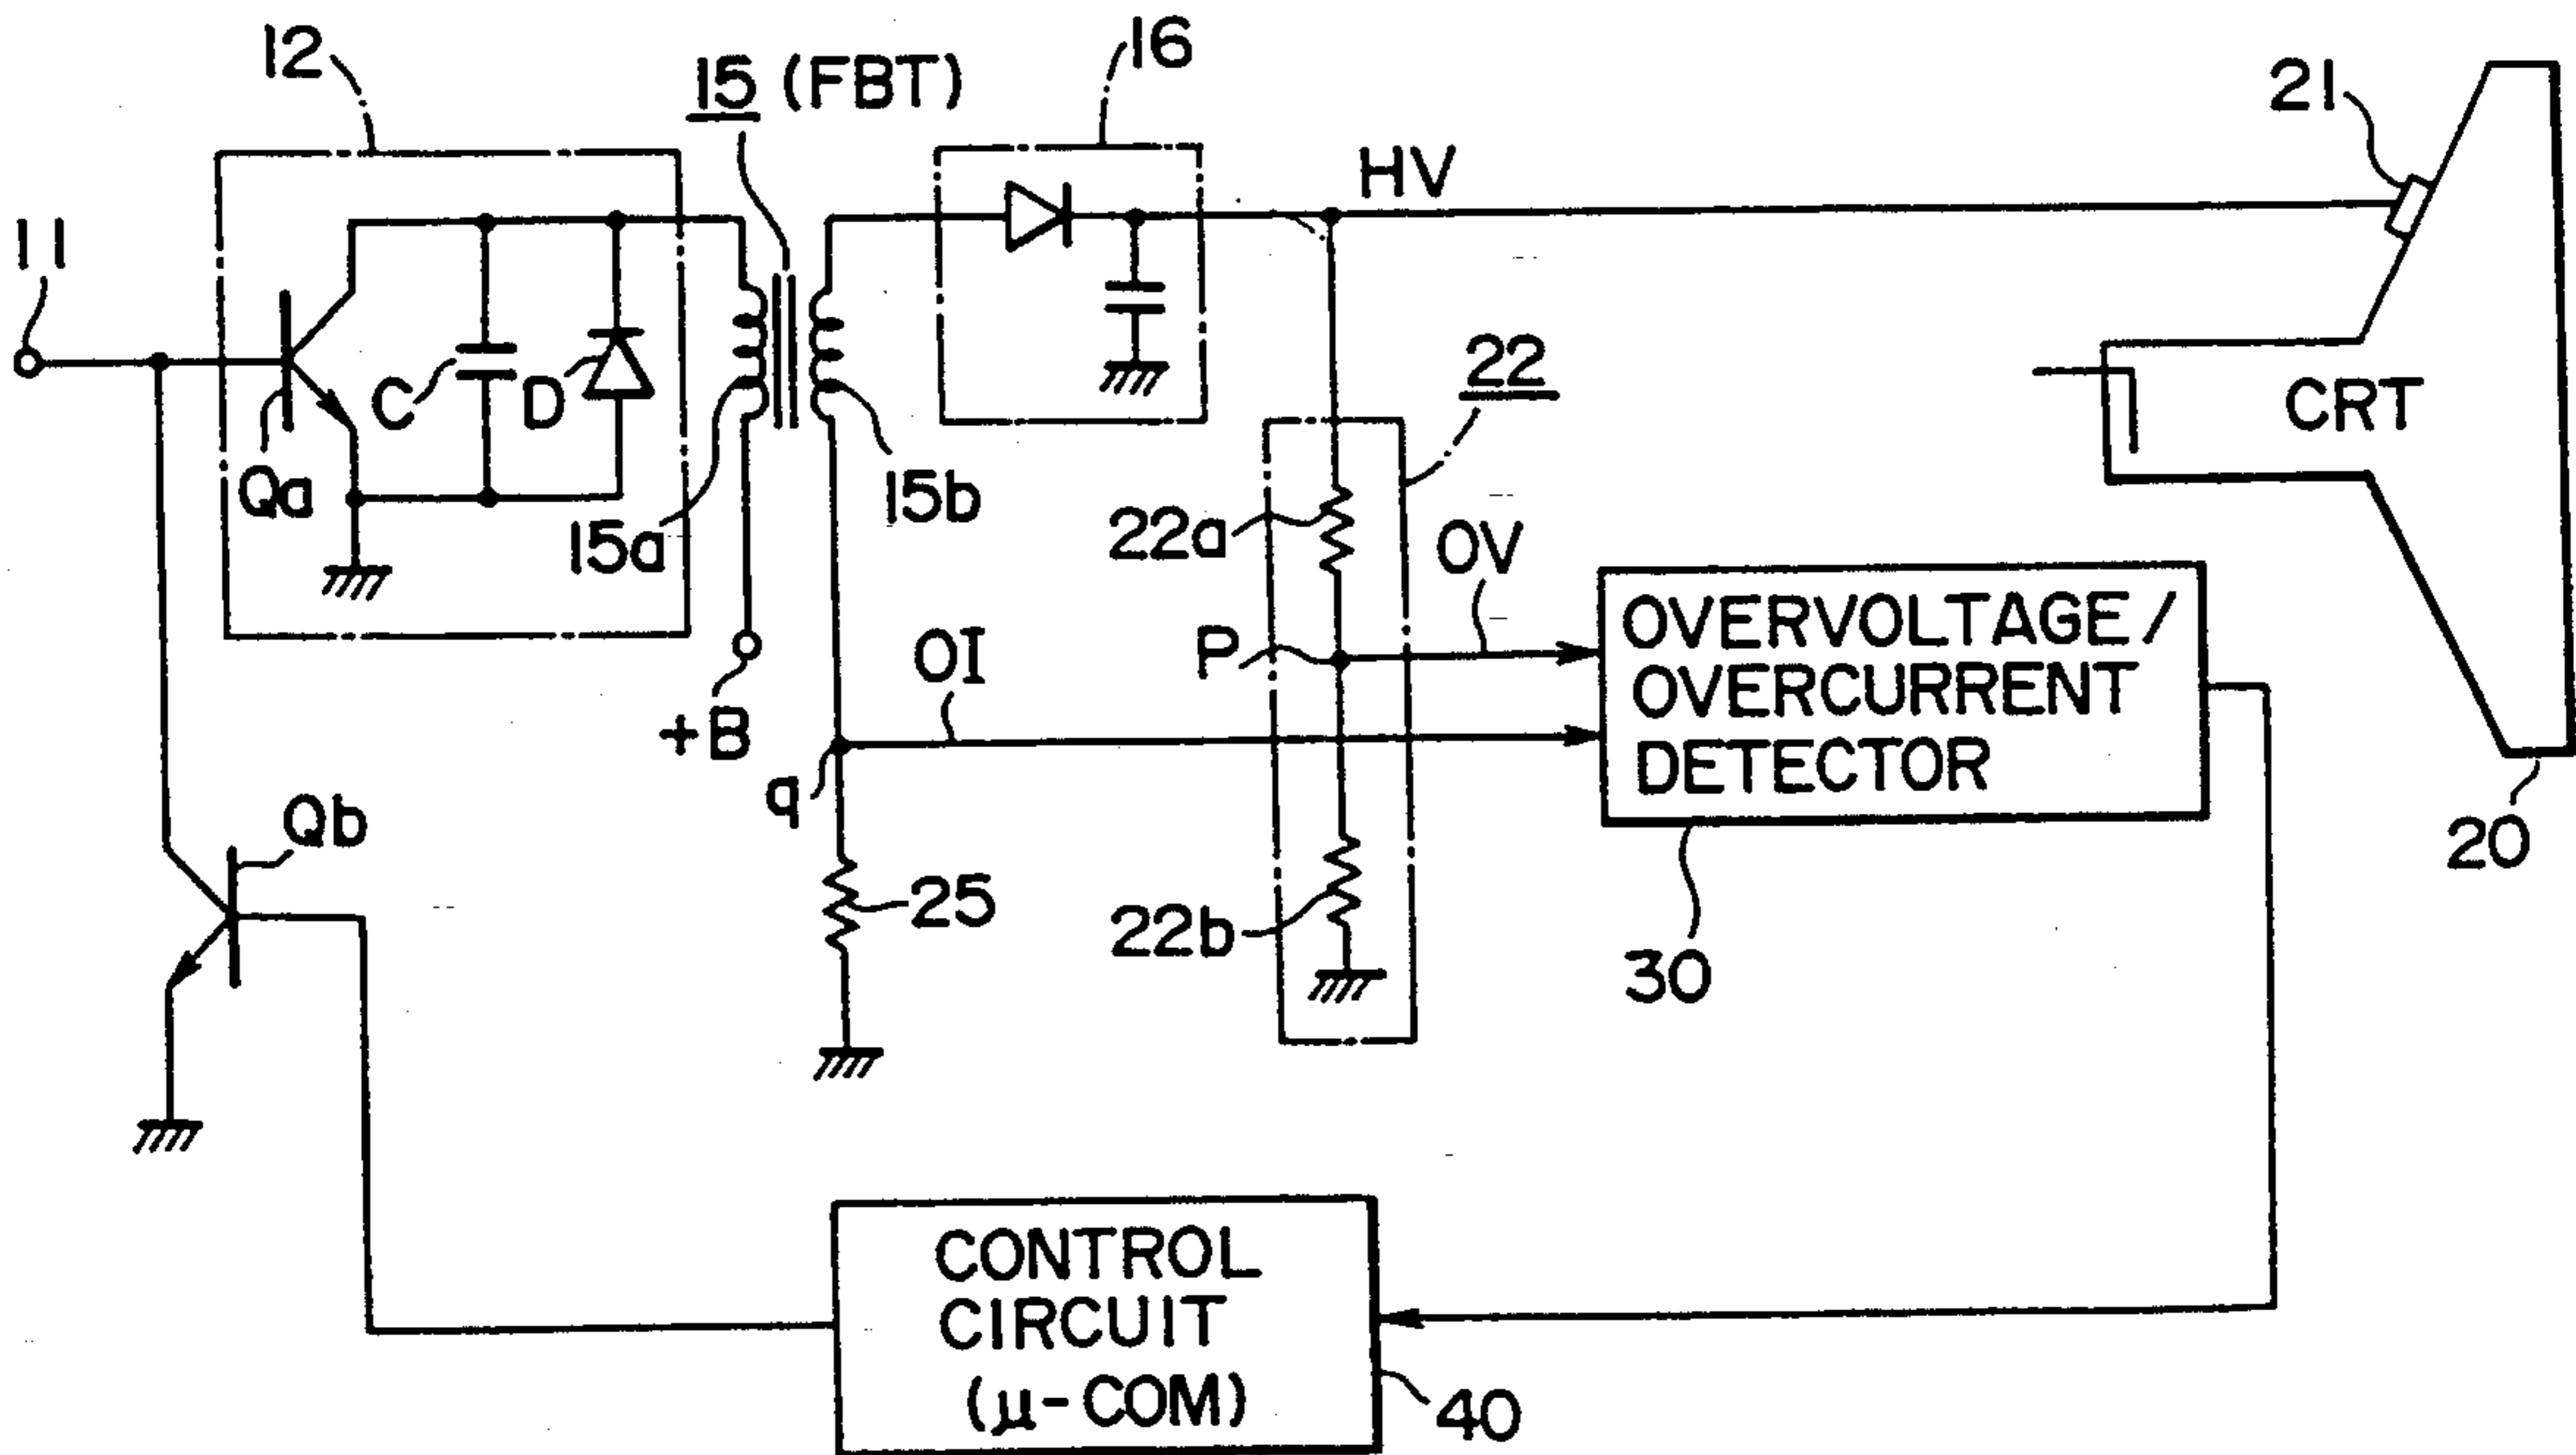 12
15 (FBT)
16
21
11
HV
C
D
22
CRT
Qa
15a
15b
22a
OV
P
OI
OVERVOLTAGE /
OVERCURRENT
DETECTOR
+B
q
Qb
20
25
22b
30
CONTROL
CIRCUIT
(μ-COM)
40